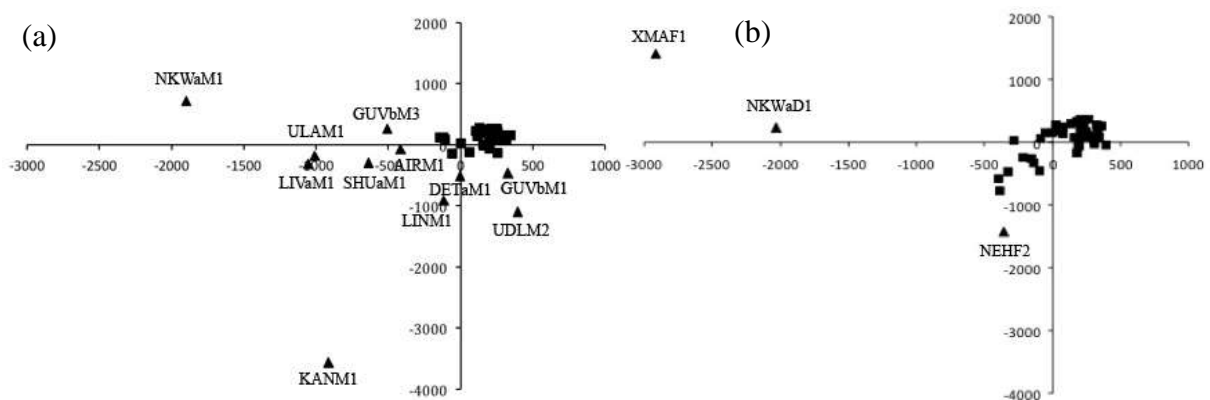 (a)
2000
1000
NKWaM1
GUVbM3
ULAM1
-3000 -2500 -2000 -1500 -1000 -500 0 500 1000
LIVaM1 SHUaM1 AIRM1
DETaM1 GUVbM1
LINM1 -1000 UDLM2
-2000
-3000
KANM1
-4000
(b)
2000
XMAF1
1000
NKWaD1
-3000 -2500 -2000 -1500 -1000 -500 0 500 1000
-1000
NEHF2
-2000
-3000
-4000